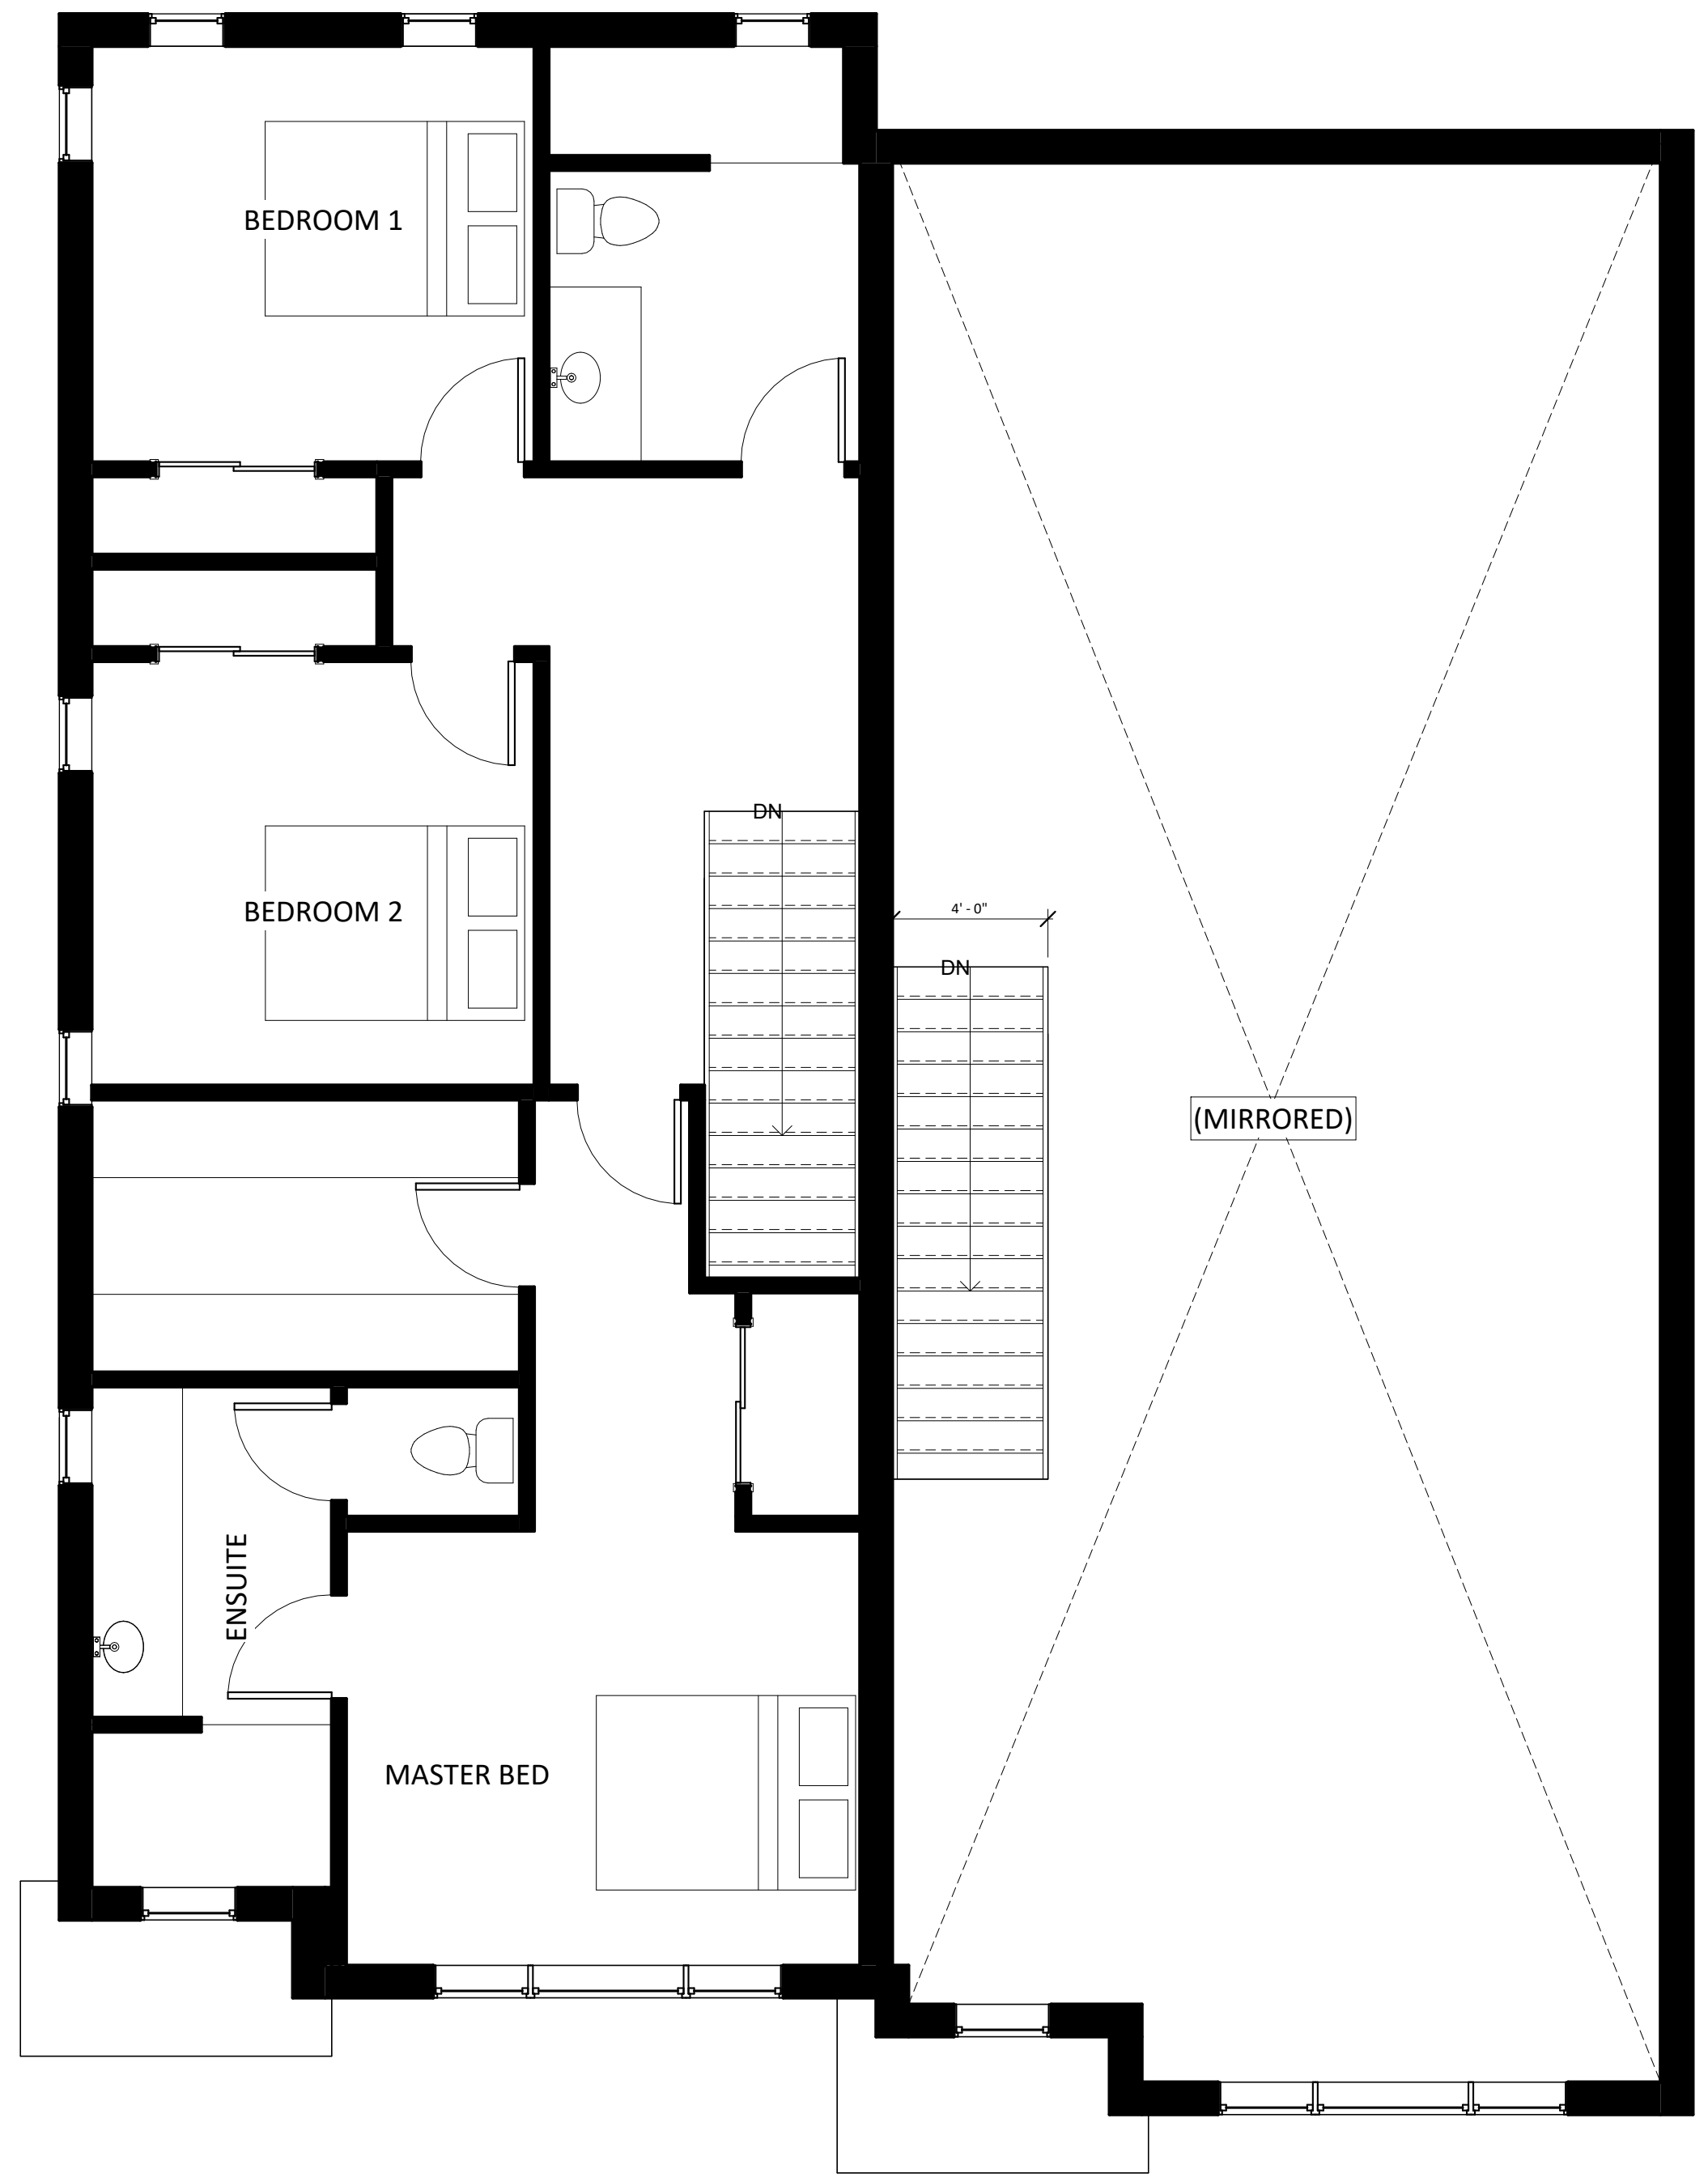 BEDROOM 1
DN
BEDROOM 2
4' - 0"
DN
(MIRRORED)
ENSUITE
MASTER BED